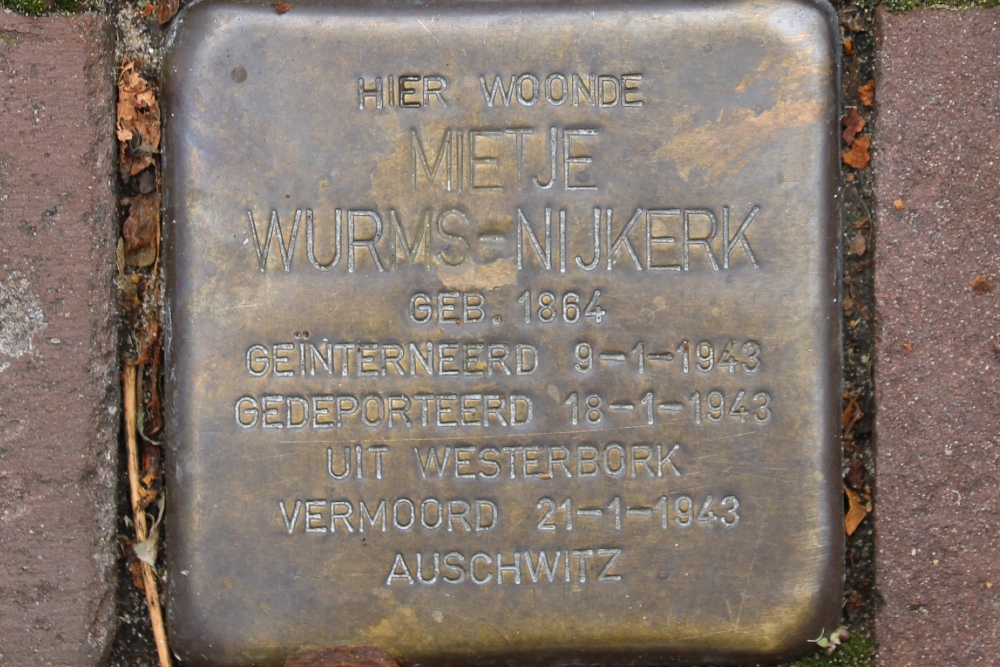 HIER WOONDE
MIETJE
WURMS-NIJKERK
GEB. 1864
GEÏNTERNEERD 9-1-1943
GEDEPORTEERD 18-1-1943
UIT WESTERBORK
VERMOORD 21-1-1943
AUSCHWITZ